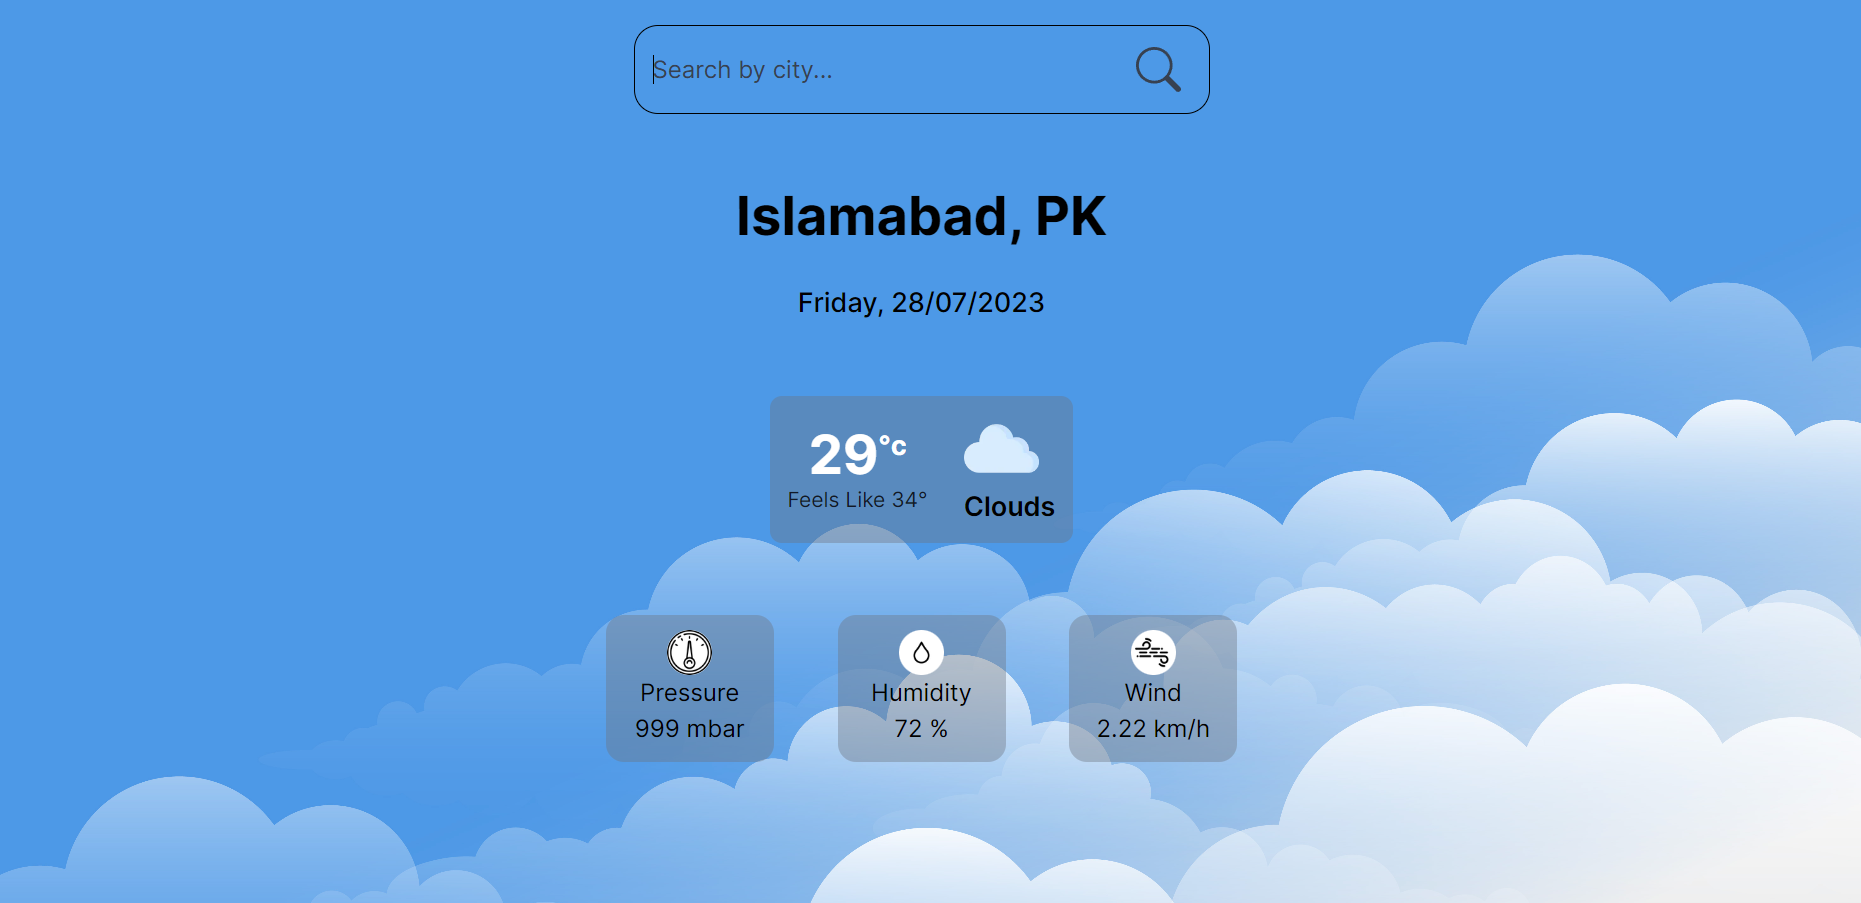 Search by city...
Islamabad, PK
Friday, 28/07/2023
29°c
Feels Like 34°
Clouds
Pressure
999 mbar
Humidity
72 %
Wind
2.22 km/h